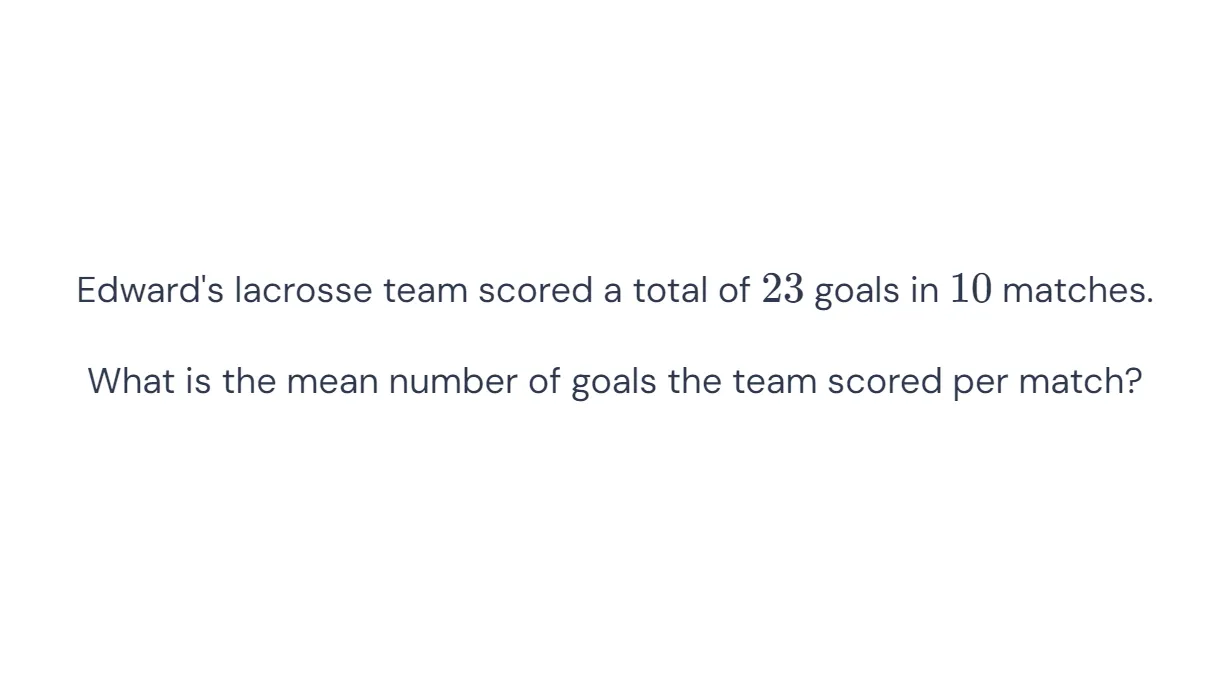 Edward's lacrosse team scored a total of 23 goals in 10 matches.
What is the mean number of goals the team scored per match?